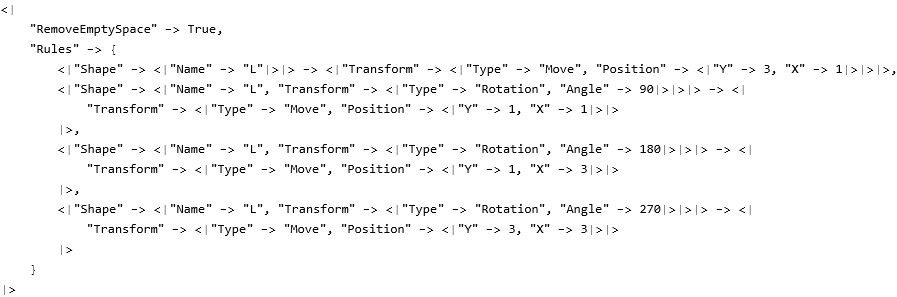 <|
"RemoveEmptySpace" -> True,
"Rules" -> {
<|"Shape" -> <|"Name" -> "L"|>|> -> <|"Transform" -> <|"Type" -> "Move", "Position" -> <|"Y" -> 3, "X" -> 1|>|>|>,
<|"Shape" -> <|"Name" -> "L", "Transform" -> <|"Type" -> "Rotation", "Angle" -> 90|>|>|> -> <|
"Transform" -> <|"Type" -> "Move", "Position" -> <|"Y" -> 1, "X" -> 1|>|>
|>,
<|"Shape" -> <|"Name" -> "L", "Transform" -> <|"Type" -> "Rotation", "Angle" -> 180|>|>|> -> <|
"Transform" -> <|"Type" -> "Move", "Position" -> <|"Y" -> 1, "X" -> 3|>|>
|>,
<|"Shape" -> <|"Name" -> "L", "Transform" -> <|"Type" -> "Rotation", "Angle" -> 270|>|>|> -> <|
"Transform" -> <|"Type" -> "Move", "Position" -> <|"Y" -> 3, "X" -> 3|>|>
|>
}
|>